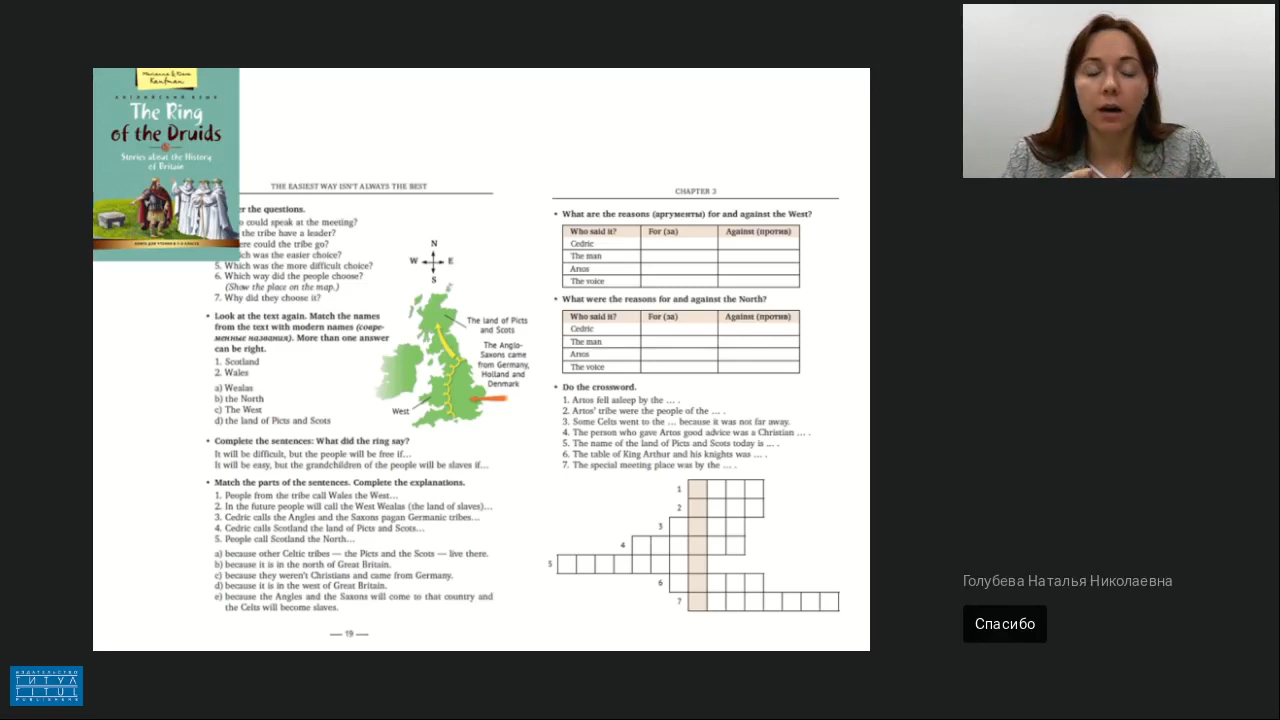 Marianna & Elena
Kaufman
АНГЛИЙСКИЙ ЯЗЫК
The Ring
of the Druids
Stories about the History
of Britain
THE EASIEST WAY ISN'T ALWAYS THE BEST
er the questions.
o could speak at the meeting?
the tribe have a leader?
ere could the tribe go?
ich was the easier choice?
5. Which was the more difficult choice?
6. Which way did the people choose?
(Show the place on the map.)
7. Why did they choose it?
• Look at the text again. Match the names
from the text with modern names (совре-
менные названия). More than one answer
can be right.
1. Scotland
2. Wales
a) Wealas
b) the North
c) The West
d) the land of Picts and Scots
N
W E
S
The land of Picts
and Scots
The Anglo-
Saxons came
from Germany,
Holland and
Denmark
West
• Complete the sentences: What did the ring say?
It will be difficult, but the people will be free if...
It will be easy, but the grandchildren of the people will be slaves if...
• Match the parts of the sentences. Complete the explanations.
1. People from the tribe call Wales the West...
2. In the future people will call the West Wealas (the land of slaves)...
3. Cedric calls the Angles and the Saxons pagan Germanic tribes...
4. Cedric calls Scotland the land of Picts and Scots...
5. People call Scotland the North...
a) because other Celtic tribes — the Picts and the Scots — live there.
b) because it is in the north of Great Britain.
c) because they weren't Christians and came from Germany.
d) because it is in the west of Great Britain.
e) because the Angles and the Saxons will come to that country and
the Celts will become slaves.
— 19 —
CHAPTER 3
• What are the reasons (аргументы) for and against the West?
Who said it? For (за) Against (против)
Cedric
The man
Artos
The voice
• What were the reasons for and against the North?
Who said it? For (за) Against (против)
Cedric
The man
Artos
The voice
• Do the crossword.
1. Artos fell asleep by the ... .
2. Artos' tribe were the people of the ... .
3. Some Celts went to the ... because it was not far away.
4. The person who gave Artos good advice was a Christian ... .
5. The name of the land of Picts and Scots today is ... .
6. The table of King Arthur and his knights was ... .
7. The special meeting place was by the ... .
1
2
3
4
5
6
7
Голубева Наталья Николаевна
Спасибо
ИЗДАТЕЛЬСТВО
ТИТУЛ
TITUL
PUBLISHERS